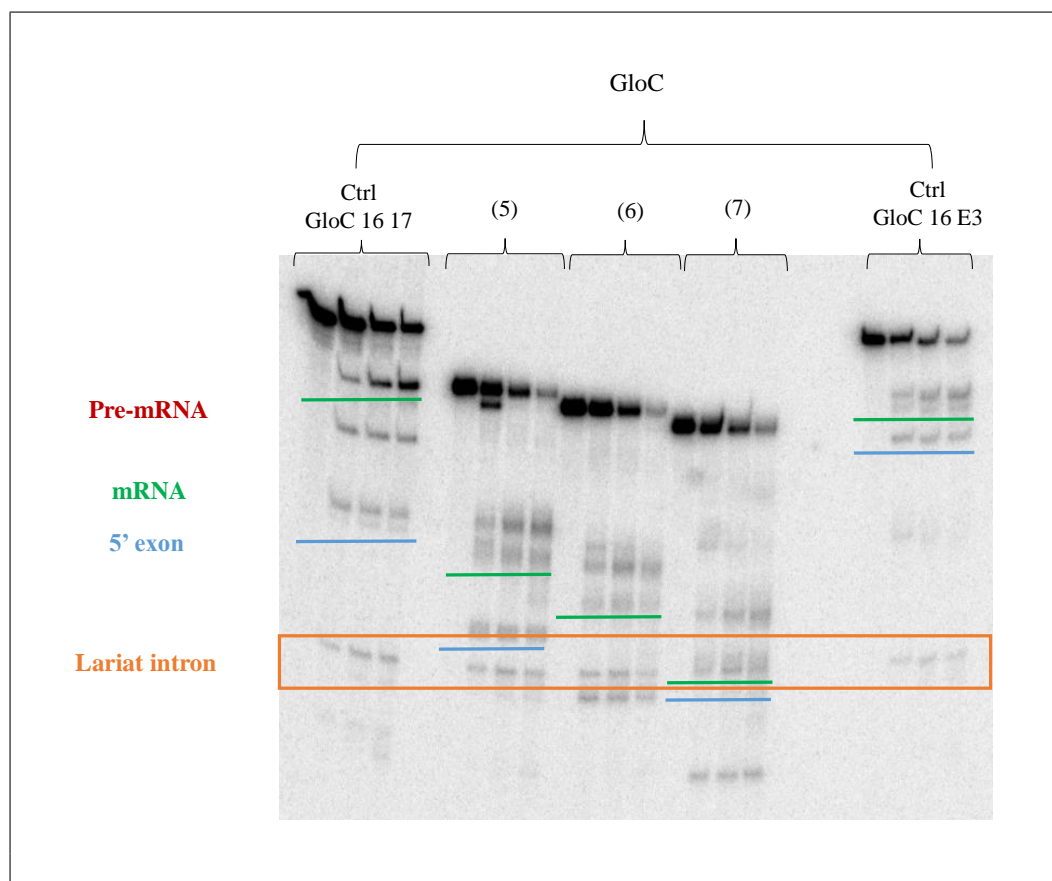 GloC
Ctrl
GloC 16 17
(5)
(6)
(7)
Ctrl
GloC 16 E3
Pre-mRNA
mRNA
5’ exon
Lariat intron